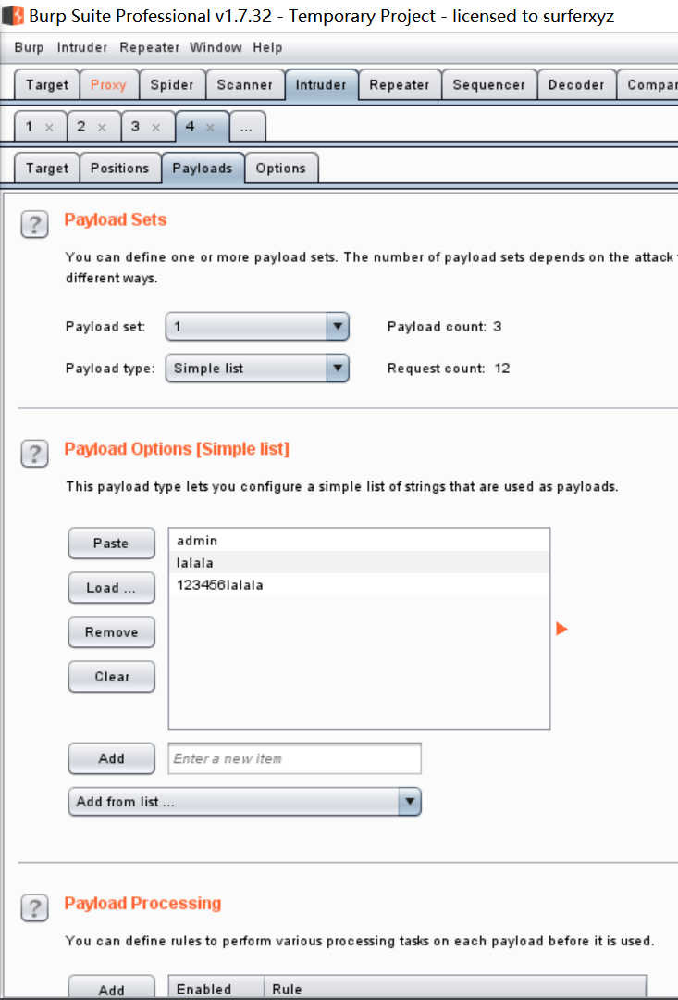 Burp Suite Professional v1.7.32 - Temporary Project - licensed to surferxyz
Burp Intruder Repeater Window Help
Target Proxy Spider Scanner Intruder Repeater Sequencer Decoder Compar
1 × 2 × 3 × 4 × ...
Target Positions Payloads Options
? Payload Sets
You can define one or more payload sets. The number of payload sets depends on the attack
different ways.
Payload set: 1 Payload count: 3
Payload type: Simple list Request count: 12
? Payload Options [Simple list]
This payload type lets you configure a simple list of strings that are used as payloads.
Paste
Load ...
Remove
Clear
admin
lalala
123456lalala
Add Enter a new item
Add from list ...
? Payload Processing
You can define rules to perform various processing tasks on each payload before it is used.
Add Enabled Rule